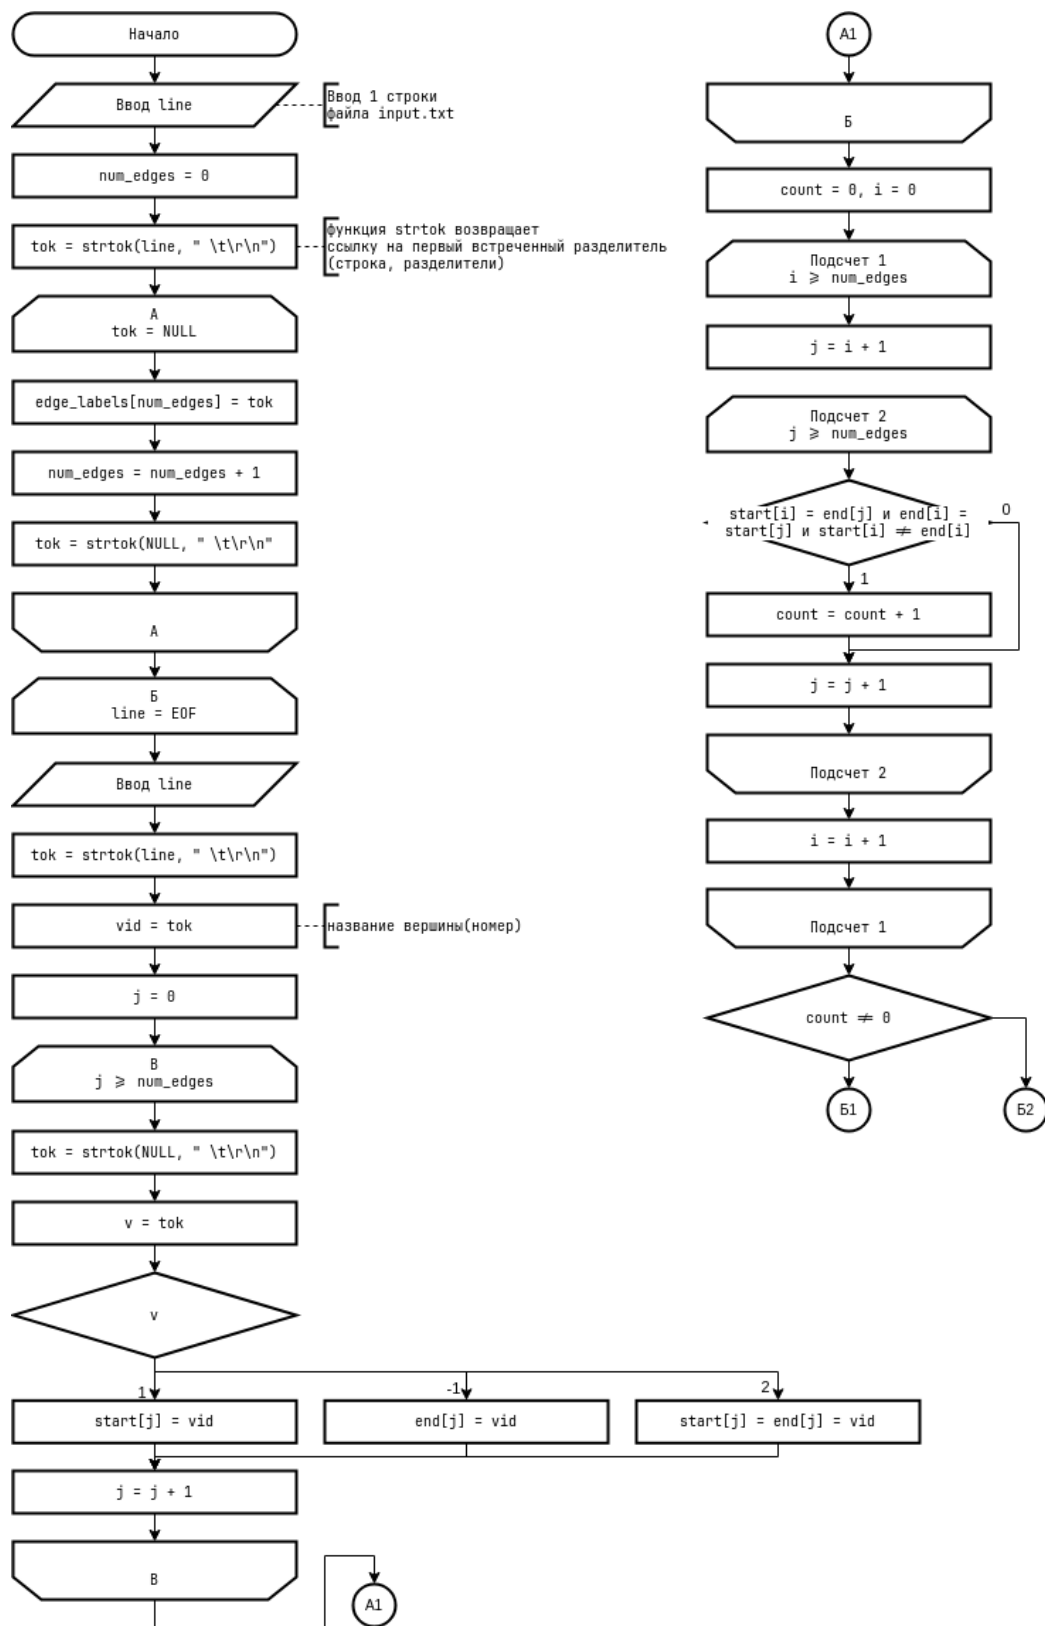 Начало
Ввод line
Ввод 1 строки
файла input.txt
num_edges = 0
tok = strtok(line, " \t\r\n")
функция strtok возвращает
ссылку на первый встреченный разделитель
(строка, разделители)
А
tok = NULL
edge_labels[num_edges] = tok
num_edges = num_edges + 1
tok = strtok(NULL, " \t\r\n"
А
Б
line = EOF
Ввод line
tok = strtok(line, " \t\r\n")
vid = tok
название вершины(номер)
j = 0
В
j ⩾ num_edges
tok = strtok(NULL, " \t\r\n")
v = tok
v
1
-1
2
start[j] = vid
end[j] = vid
start[j] = end[j] = vid
j = j + 1
В
А1
А1
Б
count = 0, i = 0
Подсчет 1
i ⩾ num_edges
j = i + 1
Подсчет 2
j ⩾ num_edges
start[i] = end[j] и end[i] =
start[j] и start[i] ≠ end[i]
0
1
count = count + 1
j = j + 1
Подсчет 2
i = i + 1
Подсчет 1
count ≠ 0
Б1
Б2